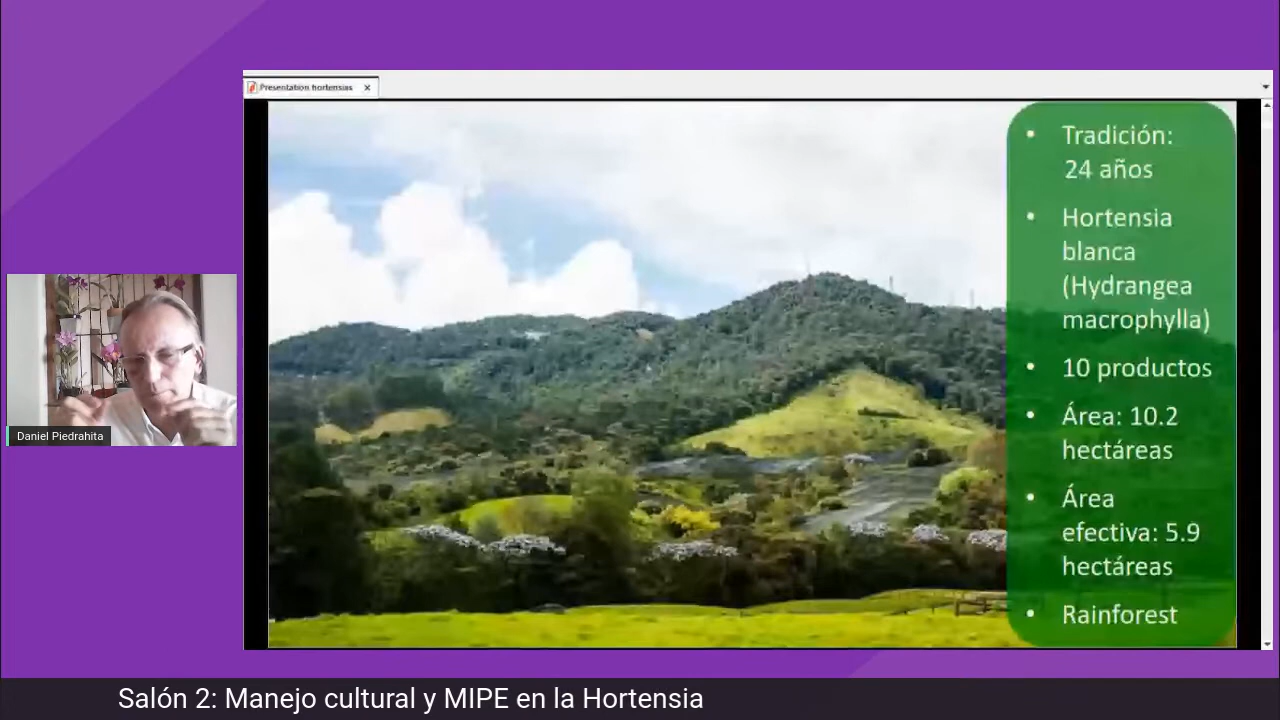 Presentation hortensias
• Tradición:
24 años
• Hortensia
blanca
(Hydrangea
macrophylla)
• 10 productos
• Área: 10.2
hectáreas
• Área
efectiva: 5.9
hectáreas
• Rainforest
Daniel Piedrahita
Salón 2: Manejo cultural y MIPE en la Hortensia